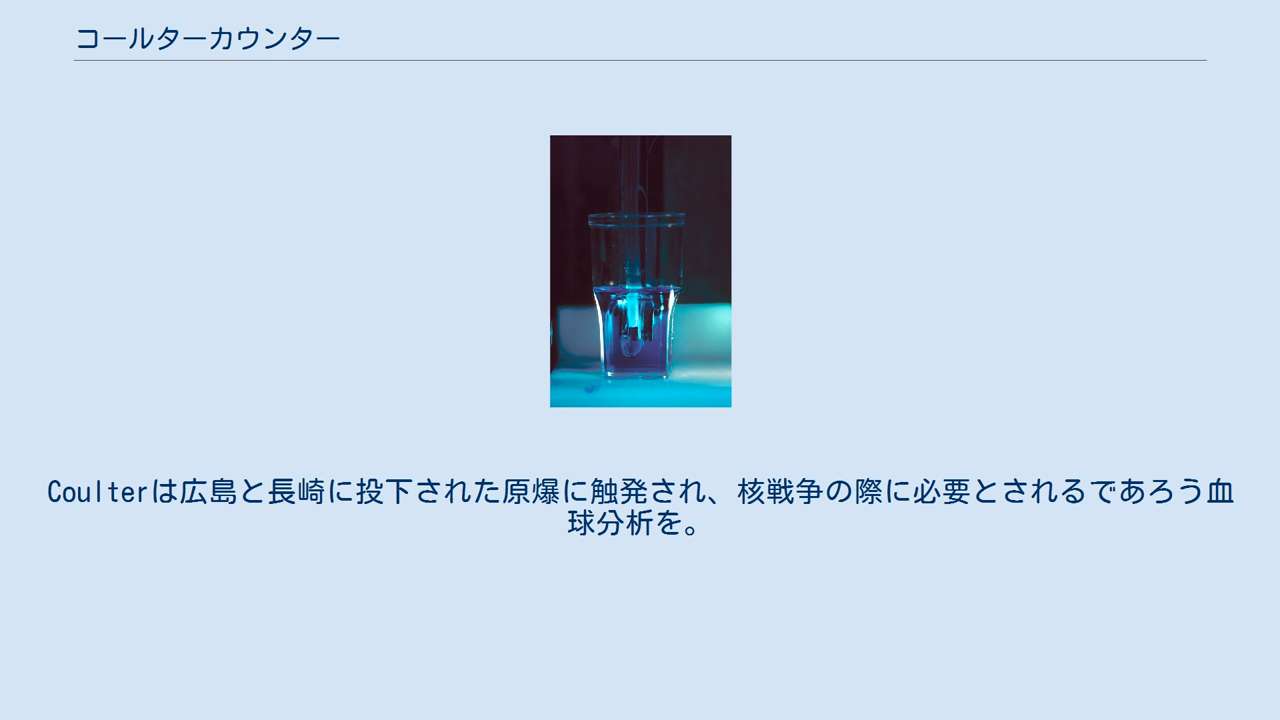 コールターカウンター
Coulterは広島と長崎に投下された原爆に触発され、核戦争の際に必要とされるであろう血
球分析を。